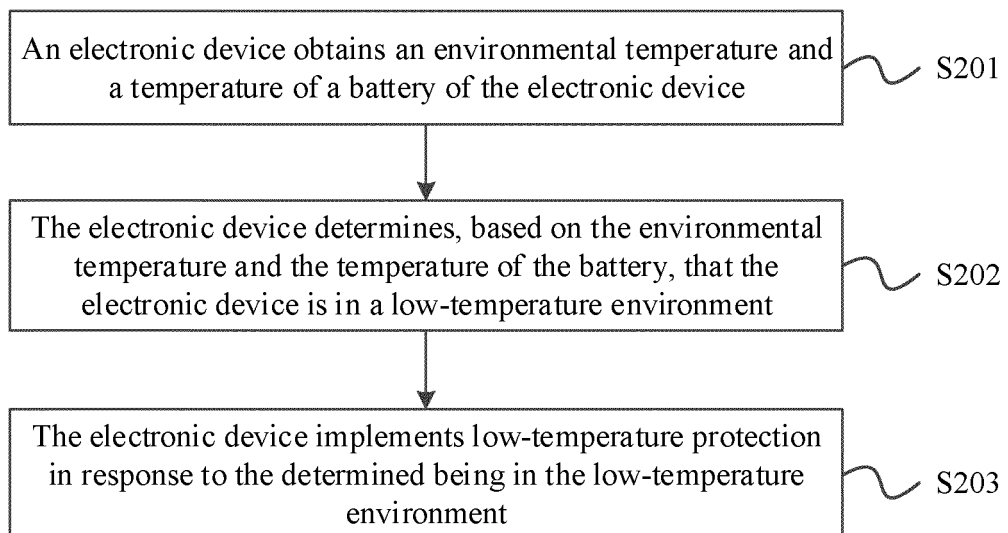 An electronic device obtains an environmental temperature and
a temperature of a battery of the electronic device
S201
The electronic device determines, based on the environmental
temperature and the temperature of the battery, that the
electronic device is in a low-temperature environment
S202
The electronic device implements low-temperature protection
in response to the determined being in the low-temperature
environment
S203